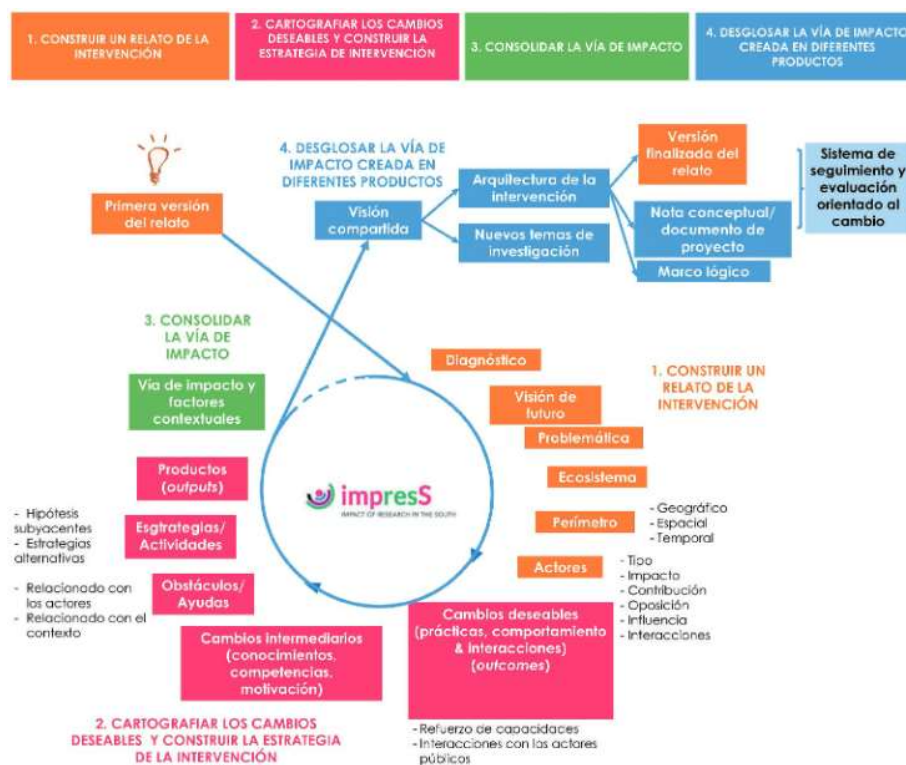 1. CONSTRUIR UN RELATO DE LA
INTERVENCIÓN
2. CARTOGRAFIAR LOS CAMBIOS
DESEABLES Y CONSTRUIR LA
ESTRATEGIA DE INTERVENCIÓN
3. CONSOLIDAR LA VÍA DE IMPACTO
4. DESGLOSAR LA VÍA DE IMPACTO
CREADA EN DIFERENTES
PRODUCTOS
Primera versión
del relato
4. DESGLOSAR LA VÍA DE
IMPACTO CREADA EN
DIFERENTES PRODUCTOS
Visión
compartida
Arquitectura de la
intervención
Nuevos temas de
investigación
Versión
finalizada del
relato
Nota conceptual/
documento de
proyecto
Marco lógico
Sistema de
seguimiento y
evaluación
orientado al
cambio
3. CONSOLIDAR
LA VÍA DE
IMPACTO
Vía de impacto y
factores
contextuales
Productos
(outputs)
- Hipótesis
subyacentes
- Estrategias
alternativas
Esgtrategias/
Actividades
- Relacionado con
los actores
- Relacionado con el
contexto
Obstáculos/
Ayudas
Cambios intermediarios
(conocimientos,
competencias,
motivación)
2. CARTOGRAFIAR LOS CAMBIOS
DESEABLES Y CONSTRUIR LA ESTRATEGIA
DE LA INTERVENCIÓN
impresS
IMPACT OF RESEARCH IN THE SOUTH
Diagnóstico
Visión de
futuro
Problemática
Ecosistema
Perímetro
- Geográfico
- Espacial
- Temporal
Actores
- Tipo
- Impacto
- Contribución
- Oposición
- Influencia
- Interacciones
1. CONSTRUIR UN
RELATO DE LA
INTERVENCIÓN
Cambios deseables
(prácticas, comportamiento
& interacciones)
(outcomes)
- Refuerzo de capacidades
- Interacciones con los actores
públicos